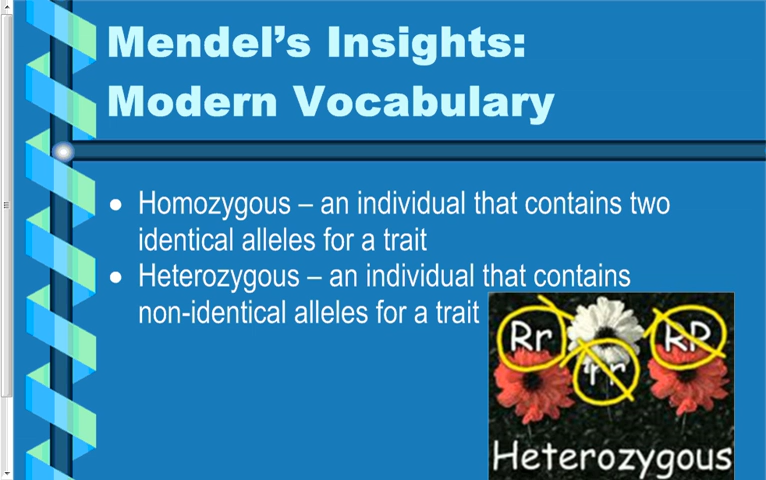 Mendel’s Insights:
Modern Vocabulary
● Homozygous – an individual that contains two
identical alleles for a trait
● Heterozygous – an individual that contains
non-identical alleles for a trait
Rr
rr
RR
Heterozygous